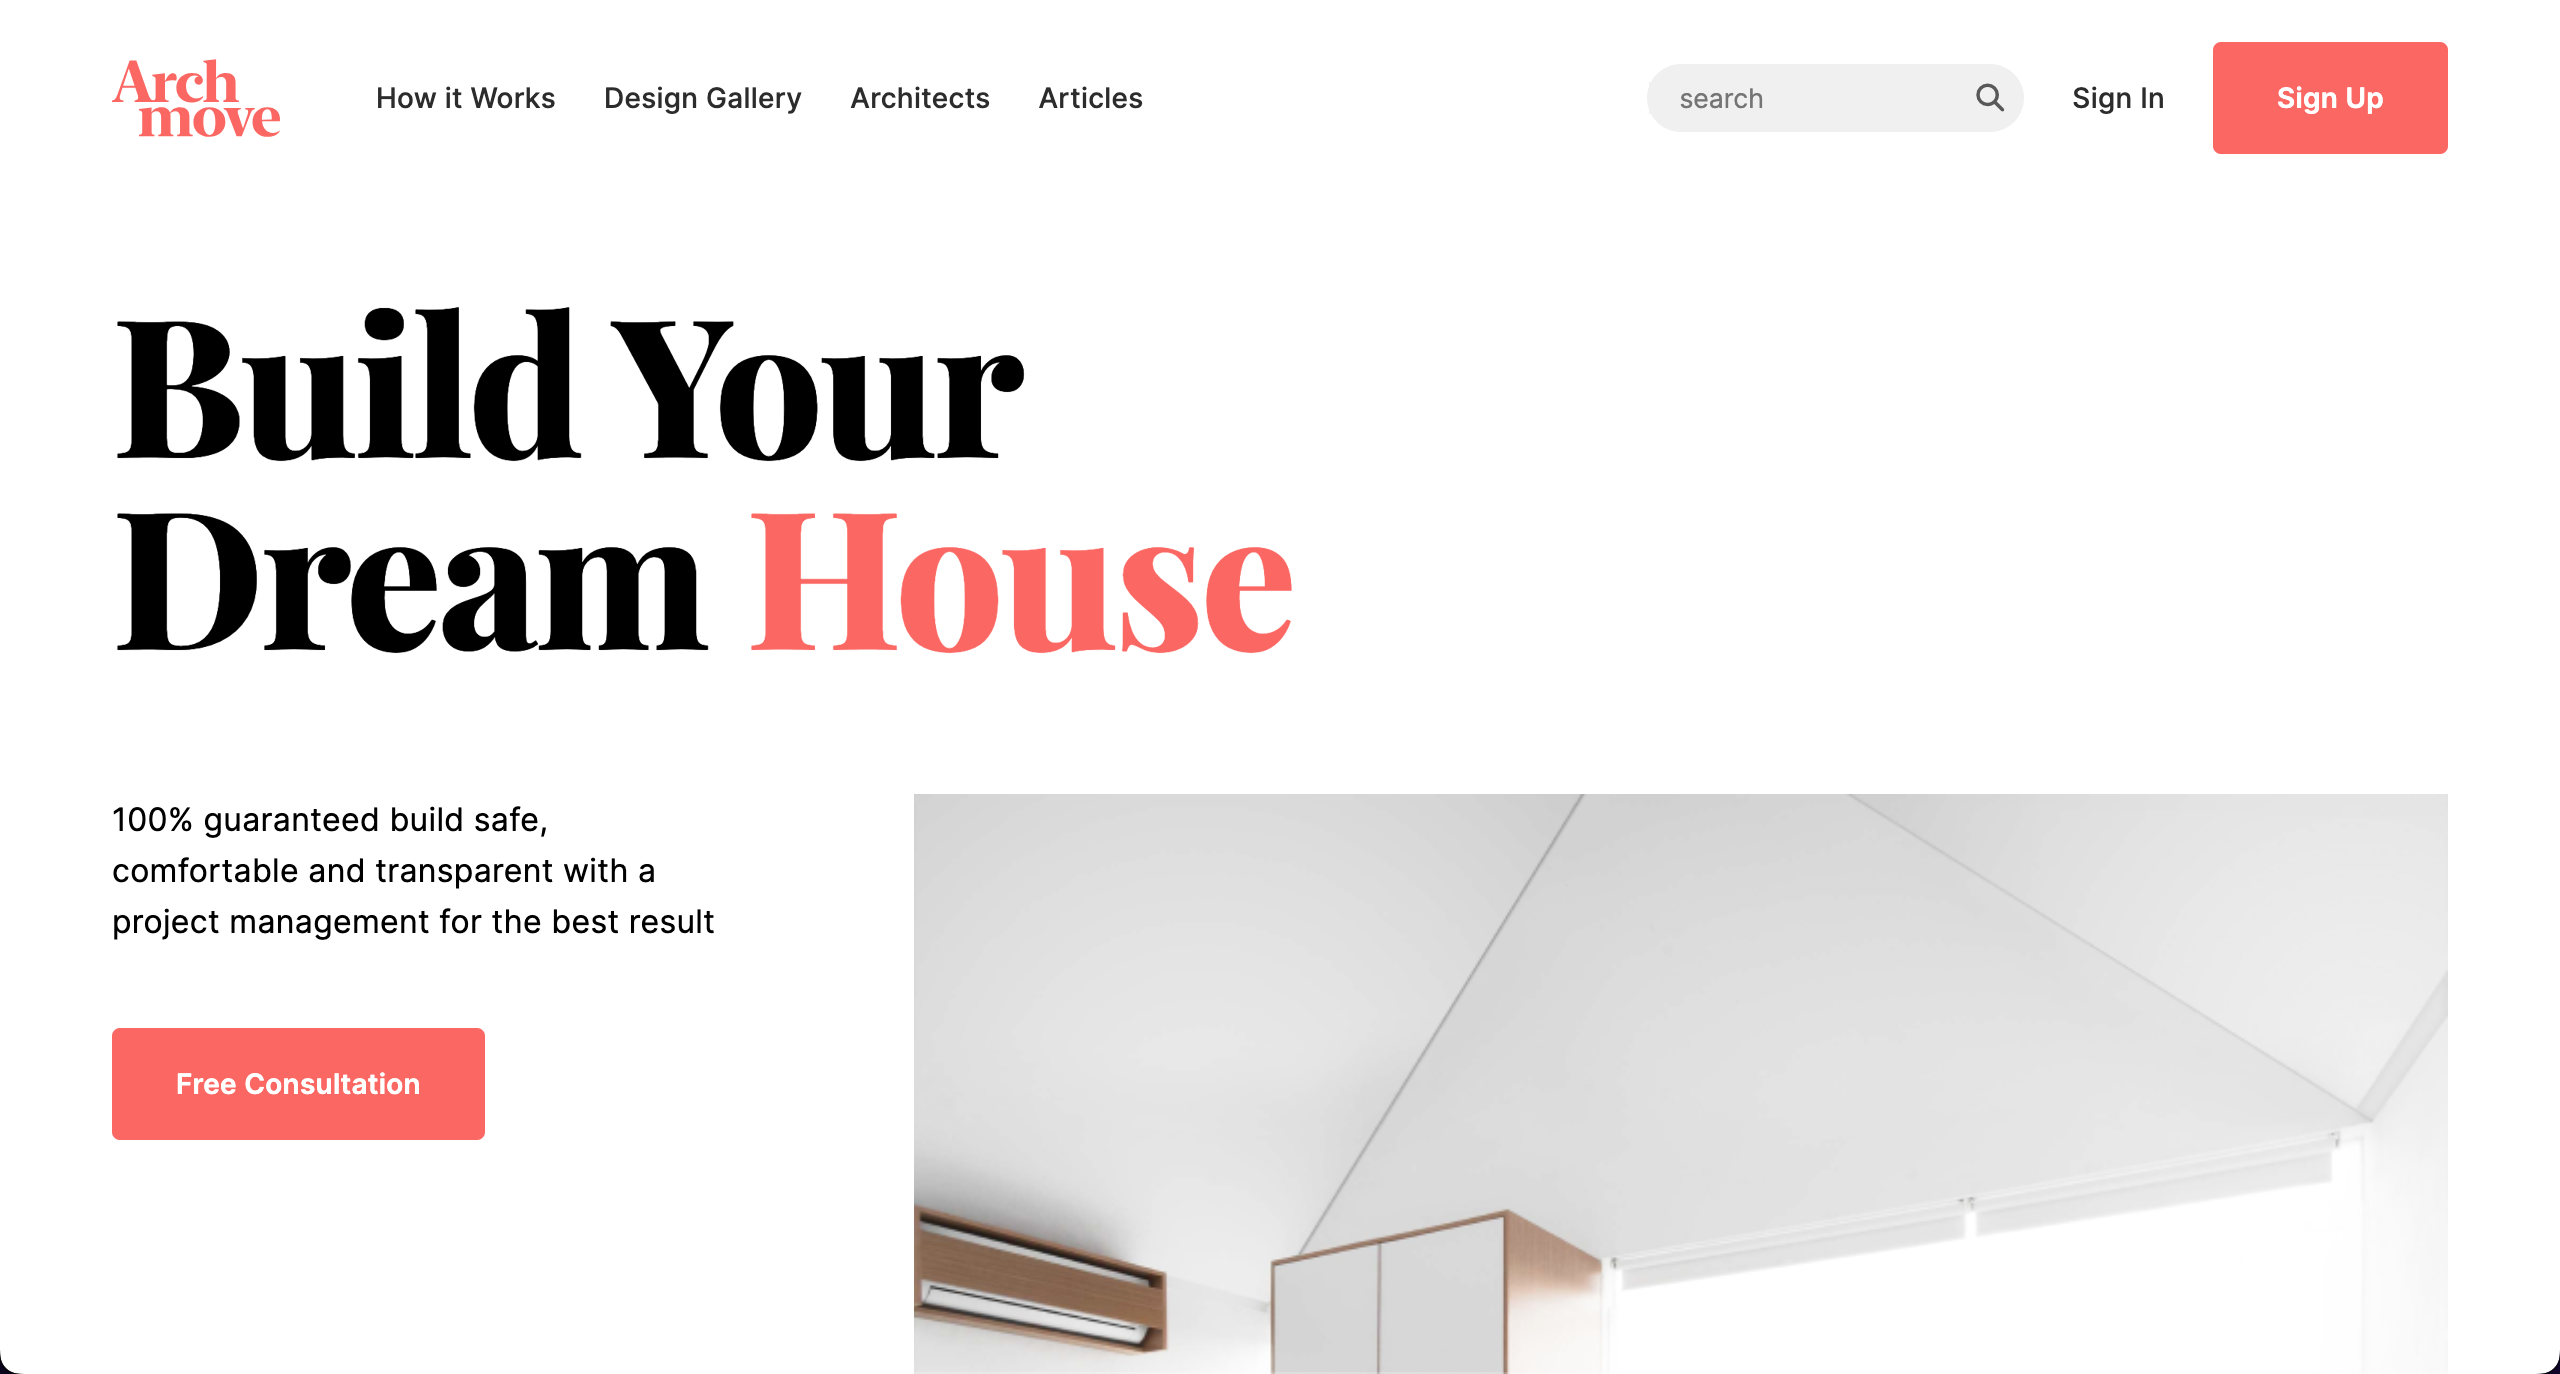 Arch
move
How it Works
Design Gallery
Architects
Articles
search
Sign In
Sign Up
Build Your
Dream House
100% guaranteed build safe,
comfortable and transparent with a
project management for the best result
Free Consultation